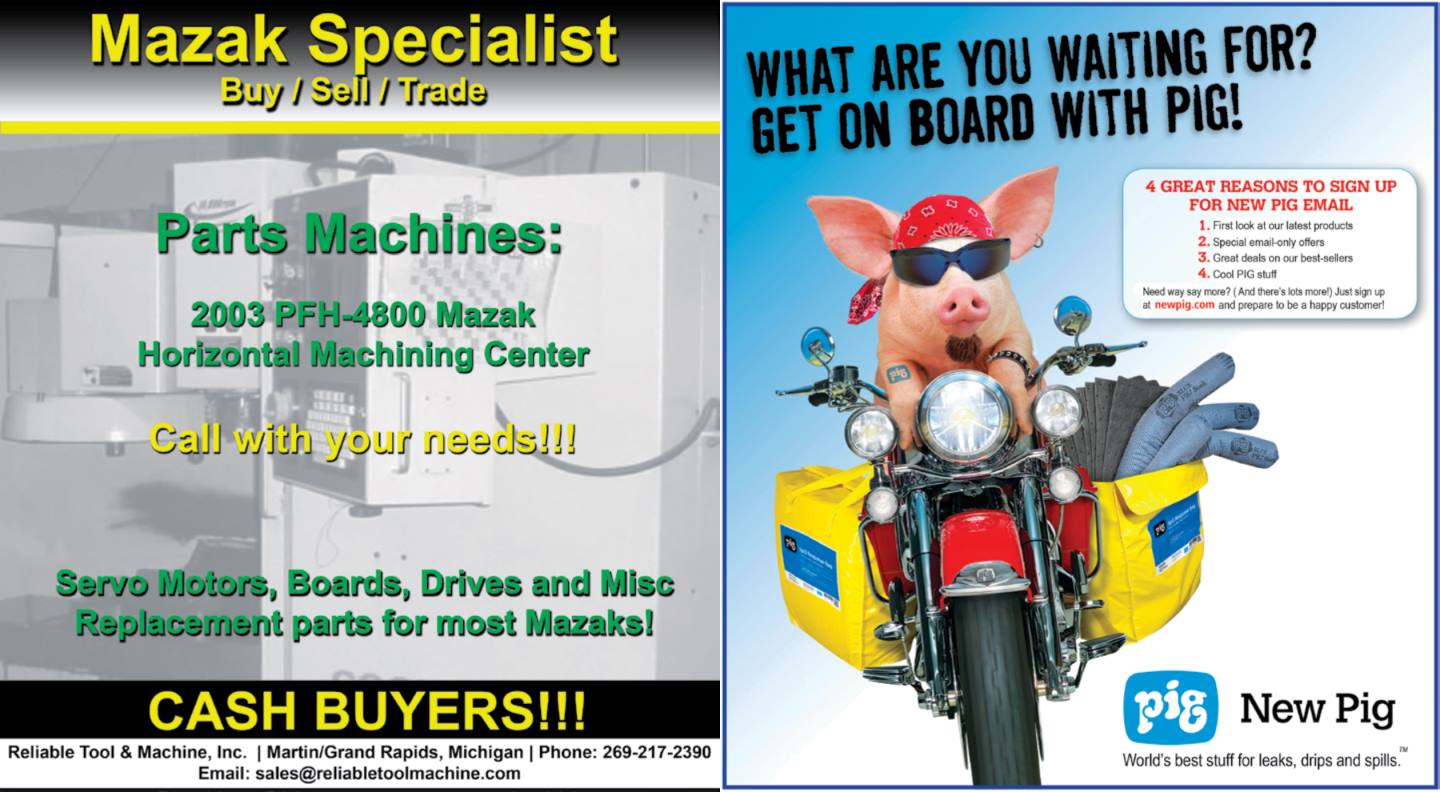 Mazak Specialist
Buy / Sell / Trade
Parts Machines:
2003 PFH-4800 Mazak
Horizontal Machining Center
Call with your needs!!!
Servo Motors, Boards, Drives and Misc
Replacement parts for most Mazaks!
CASH BUYERS!!!
Reliable Tool & Machine, Inc. | Martin/Grand Rapids, Michigan | Phone: 269-217-2390
Email: sales@reliabletoolmachine.com
WHAT ARE YOU WAITING FOR?
GET ON BOARD WITH PIG!
4 GREAT REASONS TO SIGN UP
FOR NEW PIG EMAIL
1. First look at our latest products
2. Special email-only offers
3. Great deals on our best-sellers
4. Cool PIG stuff
Need way say more? ( And there's lots more!) Just sign up
at newpig.com and prepare to be a happy customer!
pig
pig
pig
pig New Pig
World's best stuff for leaks, drips and spills.™